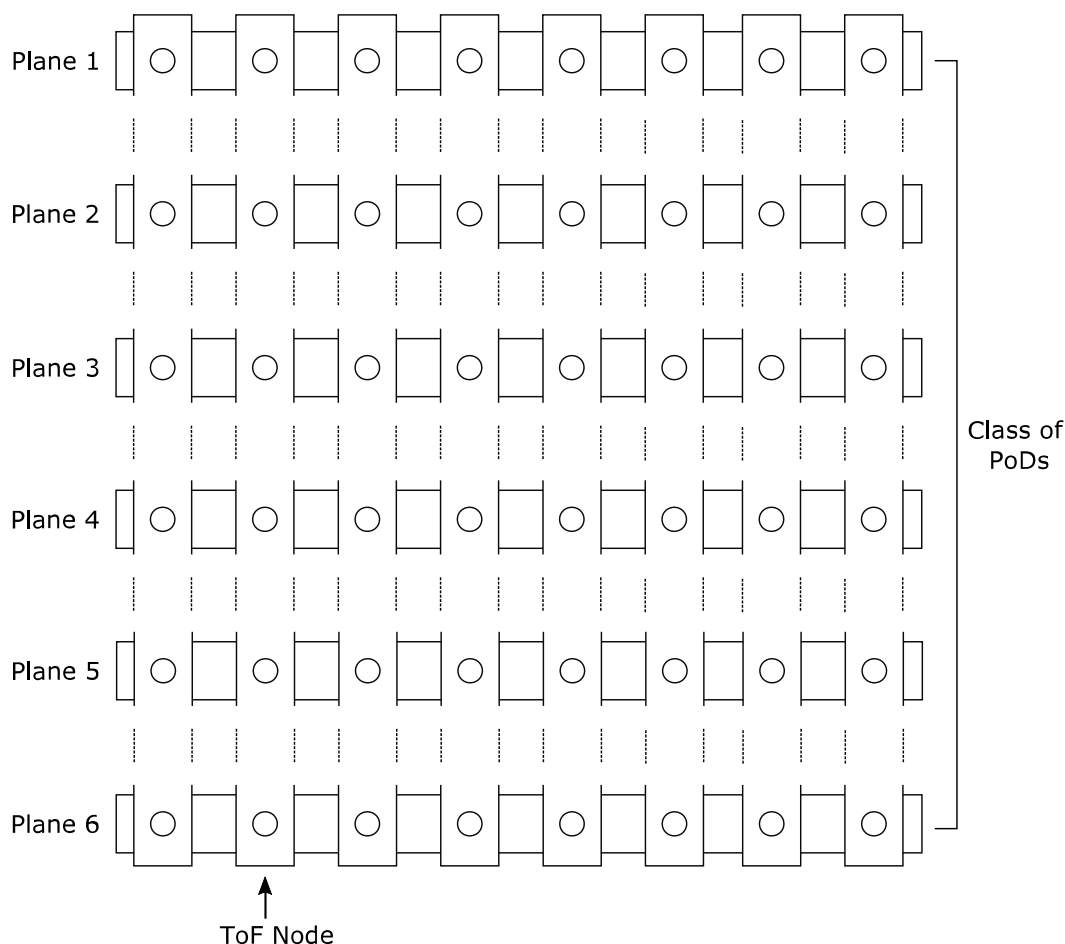 Plane 1
Plane 2
Plane 3
Class of
PoDs
Plane 4
Plane 5
Plane 6
ToF Node